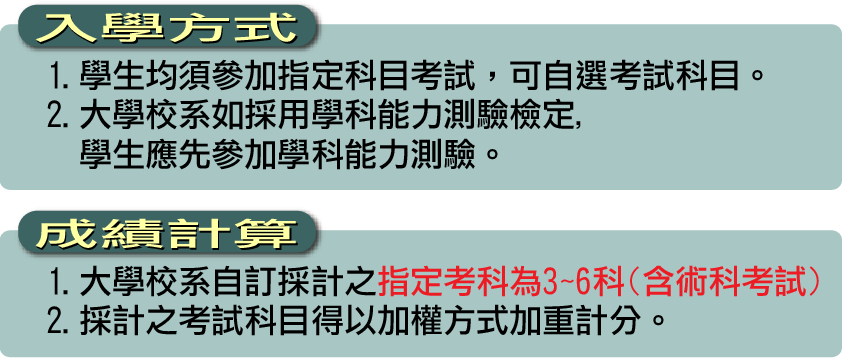 入學方式
1. 學生均須參加指定科目考試，可自選考試科目。
2. 大學校系如採用學科能力測驗檢定,
學生應先參加學科能力測驗。
成績計算
1. 大學校系自訂採計之指定考科為3~6科(含術科考試)
2. 採計之考試科目得以加權方式加重計分。